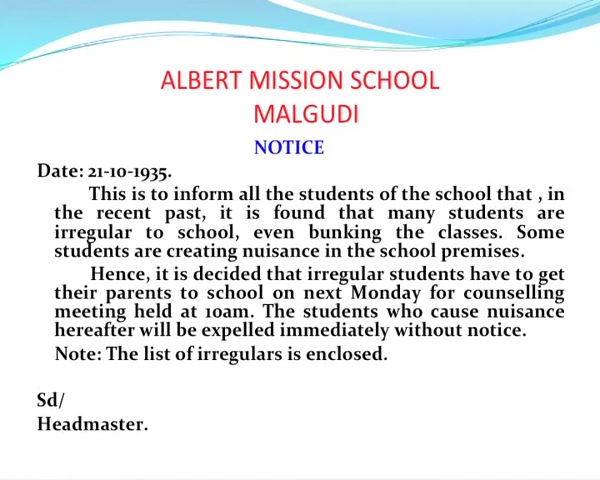 ALBERT MISSION SCHOOL
MALGUDI
NOTICE
Date: 21-10-1935.
This is to inform all the students of the school that , in
the recent past, it is found that many students are
irregular to school, even bunking the classes. Some
students are creating nuisance in the school premises.
Hence, it is decided that irregular students have to get
their parents to school on next Monday for counselling
meeting held at 10am. The students who cause nuisance
hereafter will be expelled immediately without notice.
Note: The list of irregulars is enclosed.
Sd/
Headmaster.